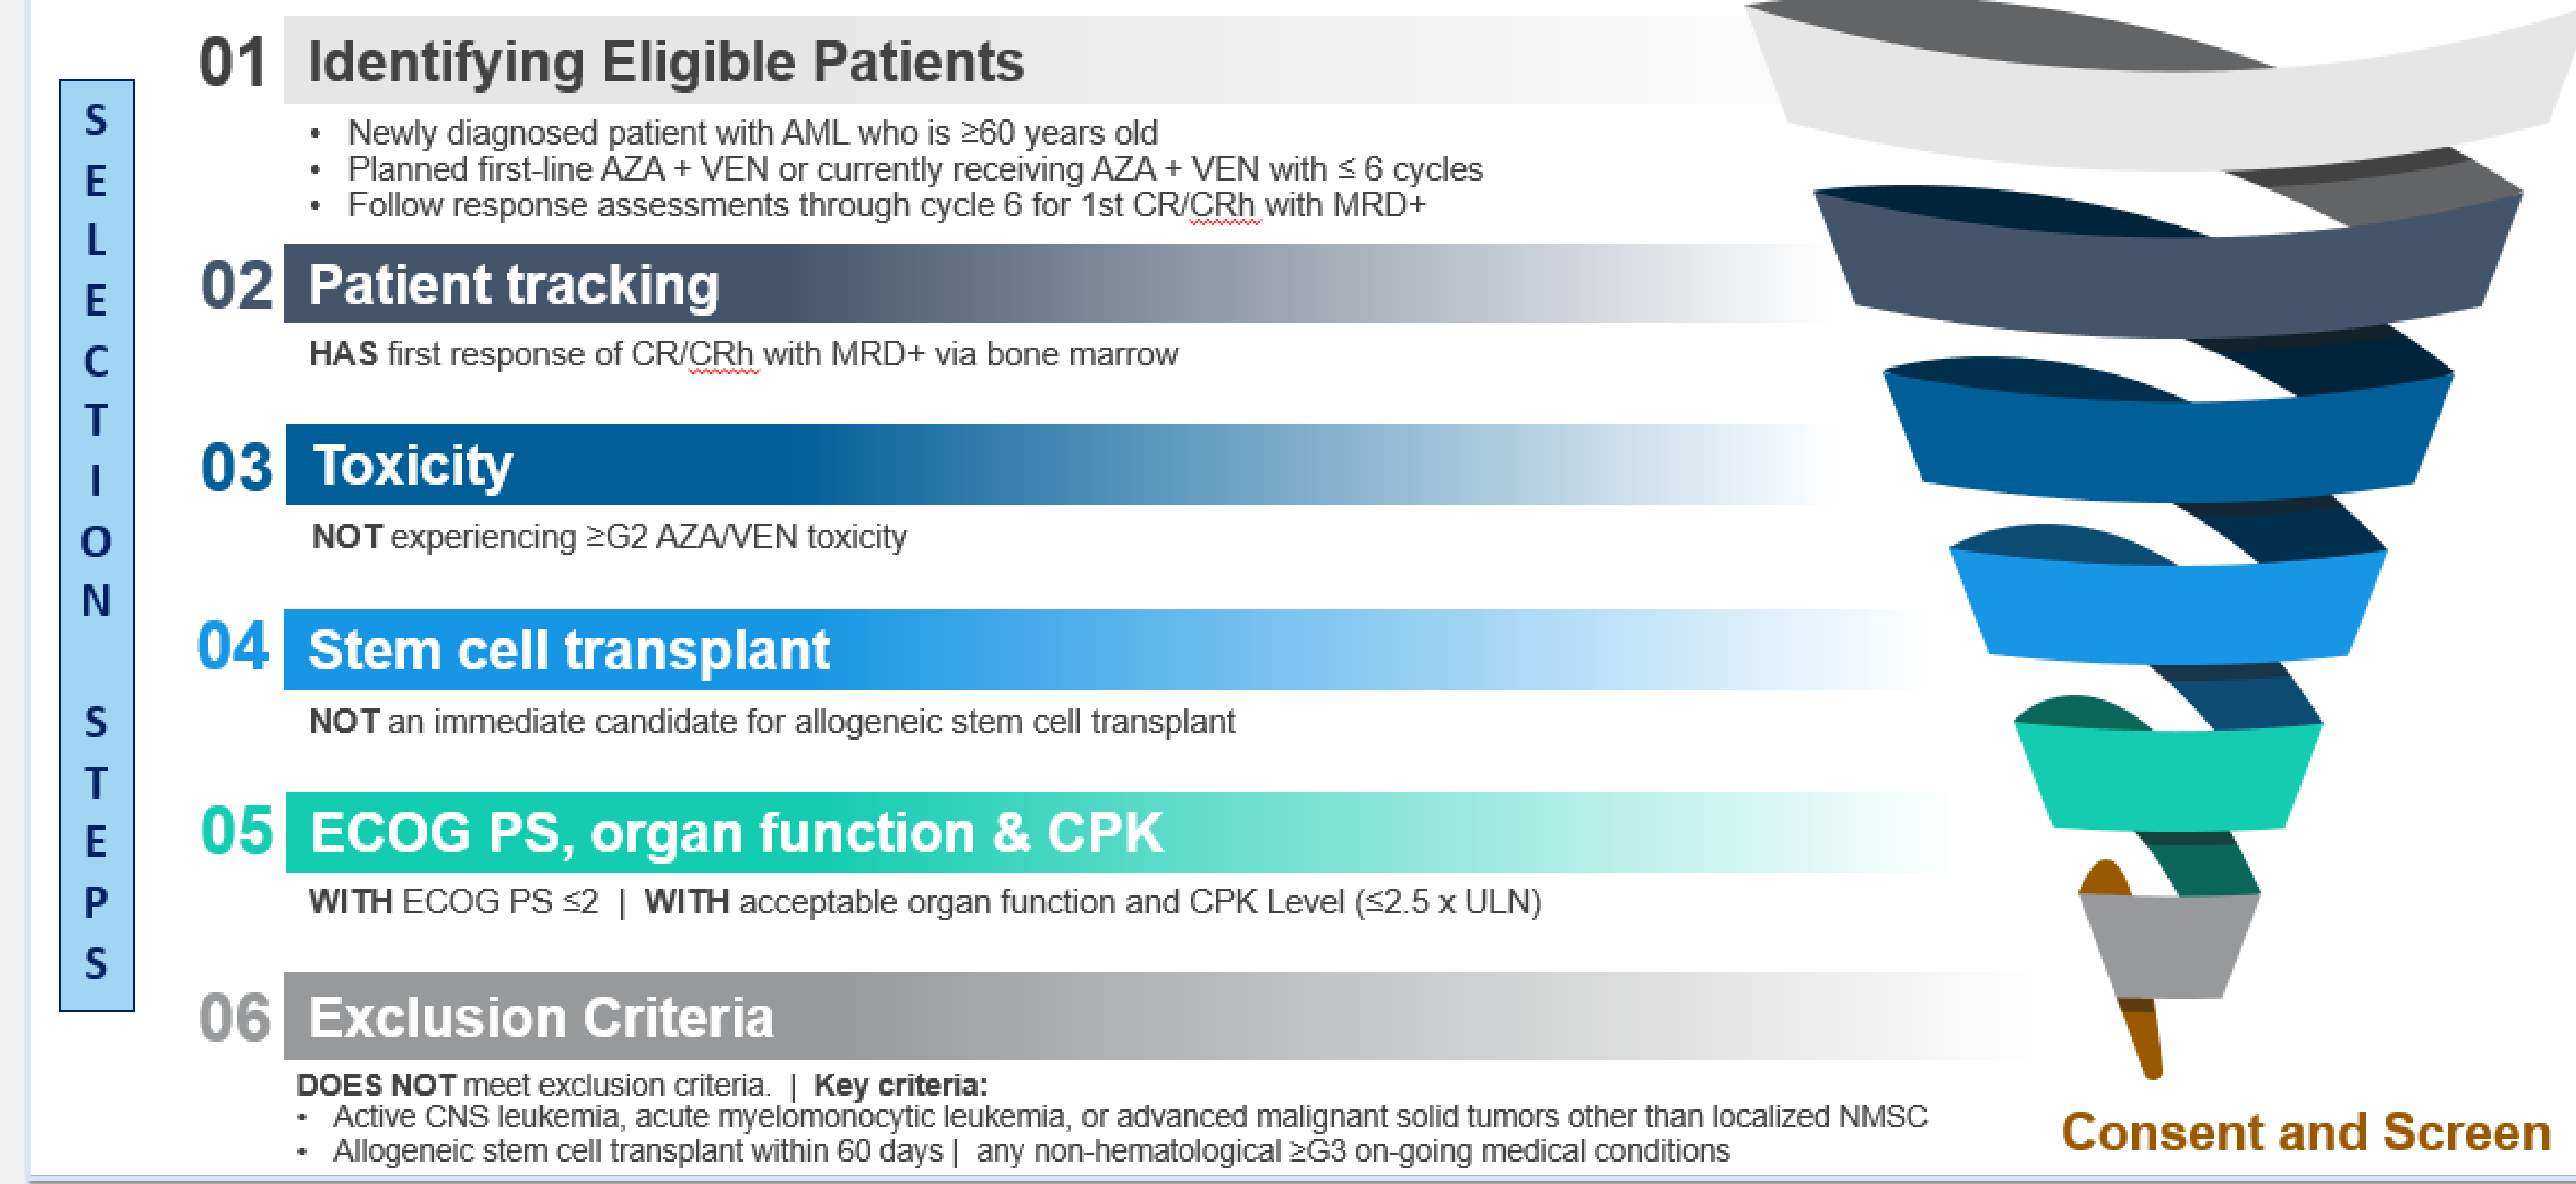 SELECTION STEPS
01 Identifying Eligible Patients
• Newly diagnosed patient with AML who is ≥60 years old
• Planned first-line AZA + VEN or currently receiving AZA + VEN with ≤ 6 cycles
• Follow response assessments through cycle 6 for 1st CR/CRh with MRD+
02 Patient tracking
HAS first response of CR/CRh with MRD+ via bone marrow
03 Toxicity
NOT experiencing ≥G2 AZA/VEN toxicity
04 Stem cell transplant
NOT an immediate candidate for allogeneic stem cell transplant
05 ECOG PS, organ function & CPK
WITH ECOG PS ≤2 | WITH acceptable organ function and CPK Level (≤2.5 x ULN)
06 Exclusion Criteria
DOES NOT meet exclusion criteria. | Key criteria:
• Active CNS leukemia, acute myelomonocytic leukemia, or advanced malignant solid tumors other than localized NMSC
• Allogeneic stem cell transplant within 60 days | any non-hematological ≥G3 on-going medical conditions
Consent and Screen